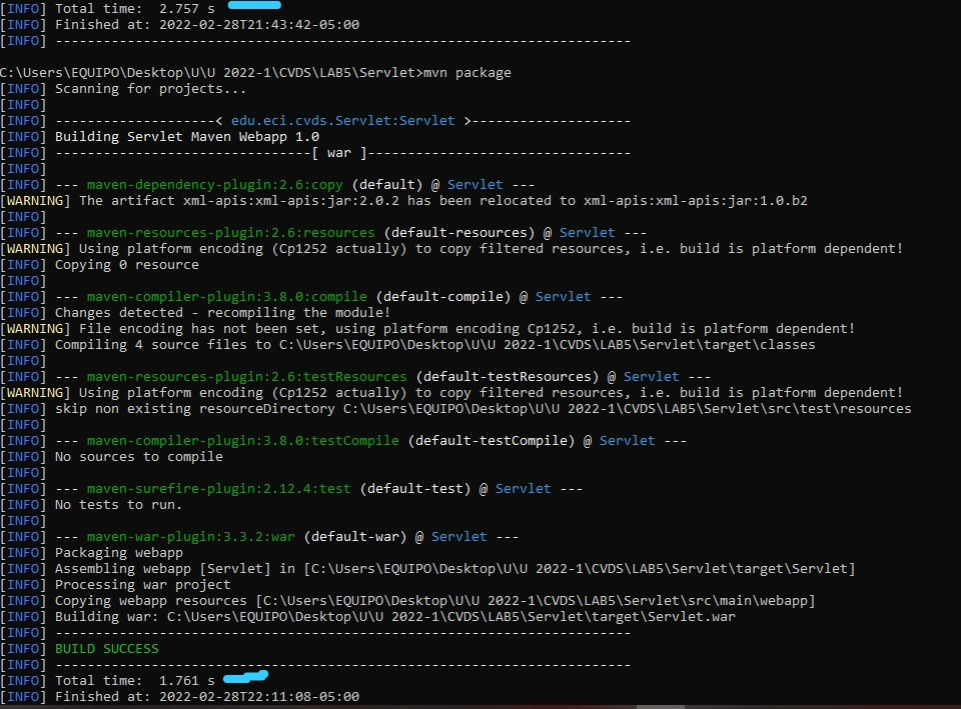 [INFO] Total time:  2.757 s
[INFO] Finished at: 2022-02-28T21:43:42-05:00
[INFO] ------------------------------------------------------------------------
C:\Users\EQUIPO\Desktop\U\U 2022-1\CVDS\LAB5\Servlet>mvn package
[INFO] Scanning for projects...
[INFO]
[INFO] --------------------< edu.eci.cvds.Servlet:Servlet >--------------------
[INFO] Building Servlet Maven Webapp 1.0
[INFO] --------------------------------[ war ]---------------------------------
[INFO]
[INFO] --- maven-dependency-plugin:2.6:copy (default) @ Servlet ---
[WARNING] The artifact xml-apis:xml-apis:jar:2.0.2 has been relocated to xml-apis:xml-apis:jar:1.0.b2
[INFO]
[INFO] --- maven-resources-plugin:2.6:resources (default-resources) @ Servlet ---
[WARNING] Using platform encoding (Cp1252 actually) to copy filtered resources, i.e. build is platform dependent!
[INFO] Copying 0 resource
[INFO]
[INFO] --- maven-compiler-plugin:3.8.0:compile (default-compile) @ Servlet ---
[INFO] Changes detected - recompiling the module!
[WARNING] File encoding has not been set, using platform encoding Cp1252, i.e. build is platform dependent!
[INFO] Compiling 4 source files to C:\Users\EQUIPO\Desktop\U\U 2022-1\CVDS\LAB5\Servlet\target\classes
[INFO]
[INFO] --- maven-resources-plugin:2.6:testResources (default-testResources) @ Servlet ---
[WARNING] Using platform encoding (Cp1252 actually) to copy filtered resources, i.e. build is platform dependent!
[INFO] skip non existing resourceDirectory C:\Users\EQUIPO\Desktop\U\U 2022-1\CVDS\LAB5\Servlet\src\test\resources
[INFO]
[INFO] --- maven-compiler-plugin:3.8.0:testCompile (default-testCompile) @ Servlet ---
[INFO] No sources to compile
[INFO]
[INFO] --- maven-surefire-plugin:2.12.4:test (default-test) @ Servlet ---
[INFO] No tests to run.
[INFO]
[INFO] --- maven-war-plugin:3.3.2:war (default-war) @ Servlet ---
[INFO] Packaging webapp
[INFO] Assembling webapp [Servlet] in [C:\Users\EQUIPO\Desktop\U\U 2022-1\CVDS\LAB5\Servlet\target\Servlet]
[INFO] Processing war project
[INFO] Copying webapp resources [C:\Users\EQUIPO\Desktop\U\U 2022-1\CVDS\LAB5\Servlet\src\main\webapp]
[INFO] Building war: C:\Users\EQUIPO\Desktop\U\U 2022-1\CVDS\LAB5\Servlet\target\Servlet.war
[INFO] ------------------------------------------------------------------------
[INFO] BUILD SUCCESS
[INFO] ------------------------------------------------------------------------
[INFO] Total time:  1.761 s
[INFO] Finished at: 2022-02-28T22:11:08-05:00